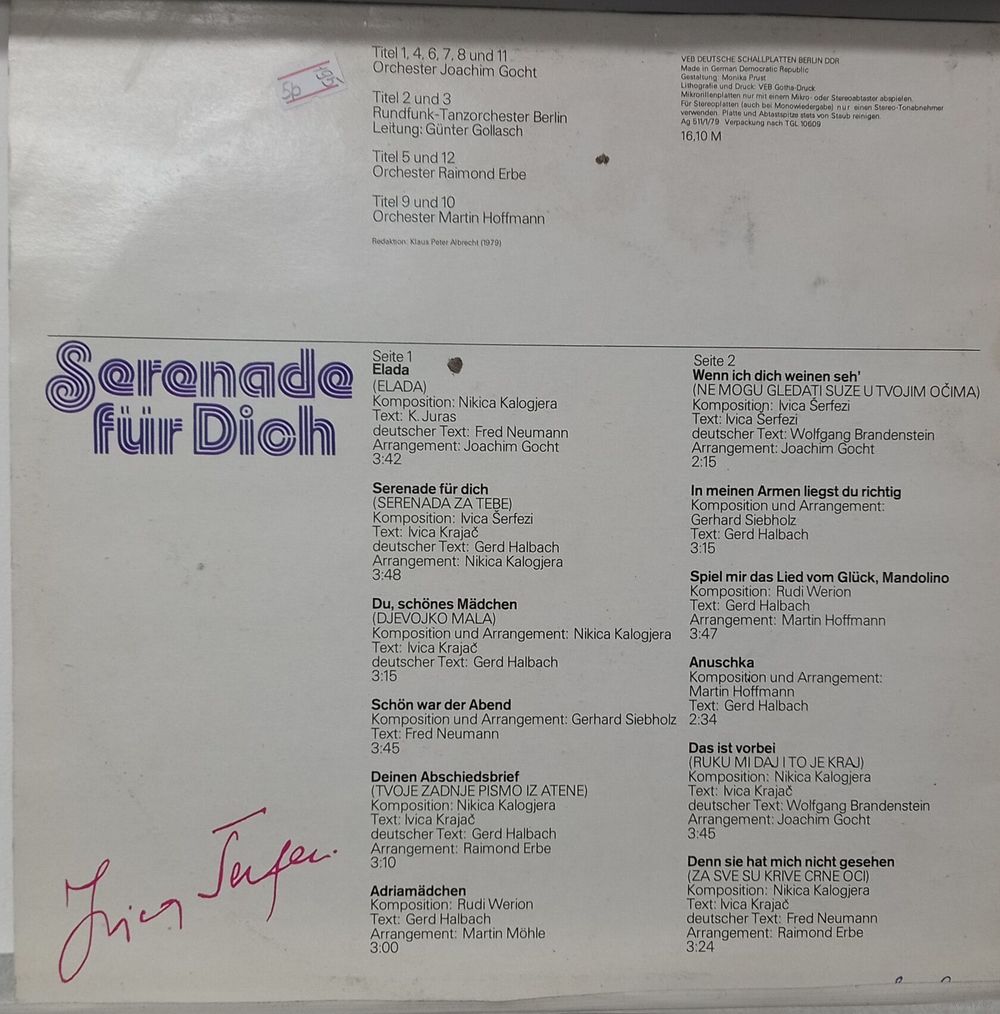 5p
195
Titel 1, 4, 6, 7, 8 und 11
Orchester Joachim Gocht
Titel 2 und 3
Rundfunk-Tanzorchester Berlin
Leitung: Günter Gollasch
Titel 5 und 12
Orchester Raimond Erbe
Titel 9 und 10
Orchester Martin Hoffmann
Redaktion: Klaus Peter Albrecht (1979)
VEB DEUTSCHE SCHALLPLATTEN BERLIN DDR
Made in German Democratic Republic
Gestaltung: Monika Prust
Lithografie und Druck: VEB Gotha-Druck
Mikrorillenplatten nur mit einem Mikro- oder Stereoabtaster abspielen.
Für Stereoplatten (auch bei Monowiedergabe) nur einen Stereo-Tonabnehmer
verwenden. Platte und Abtastspitze stets von Staub reinigen.
Ag 511/1/79 Verpackung nach TGL 10609
16,10 M
Serenade
für Dich
Seite 1
Elada
(ELADA)
Komposition: Nikica Kalogjera
Text: K. Juras
deutscher Text: Fred Neumann
Arrangement: Joachim Gocht
3:42
Serenade für dich
(SERENADA ZA TEBE)
Komposition: Ivica Šerfezi
Text: Ivica Krajač
deutscher Text: Gerd Halbach
Arrangement: Nikica Kalogjera
3:48
Du, schönes Mädchen
(DJEVOJKO MALA)
Komposition und Arrangement: Nikica Kalogjera
Text: Ivica Krajač
deutscher Text: Gerd Halbach
3:15
Schön war der Abend
Komposition und Arrangement: Gerhard Siebholz
Text: Fred Neumann
3:45
Deinen Abschiedsbrief
(TVOJE ZADNJE PISMO IZ ATENE)
Komposition: Nikica Kalogjera
Text: Ivica Krajač
deutscher Text: Gerd Halbach
Arrangement: Raimond Erbe
3:10
Adriamädchen
Komposition: Rudi Werion
Text: Gerd Halbach
Arrangement: Martin Möhle
3:00
Seite 2
Wenn ich dich weinen seh'
(NE MOGU GLEDATI SUZE U TVOJIM OČIMA)
Komposition: Ivica Šerfezi
Text: Ivica Šerfezi
deutscher Text: Wolfgang Brandenstein
Arrangement: Joachim Gocht
2:15
In meinen Armen liegst du richtig
Komposition und Arrangement:
Gerhard Siebholz
Text: Gerd Halbach
3:15
Spiel mir das Lied vom Glück, Mandolino
Komposition: Rudi Werion
Text: Gerd Halbach
Arrangement: Martin Hoffmann
3:47
Anuschka
Komposition und Arrangement:
Martin Hoffmann
Text: Gerd Halbach
2:34
Das ist vorbei
(RUKU MI DAJ I TO JE KRAJ)
Komposition: Nikica Kalogjera
Text: Ivica Krajač
deutscher Text: Wolfgang Brandenstein
Arrangement: Joachim Gocht
3:45
Denn sie hat mich nicht gesehen
(ZA SVE SU KRIVE CRNE OCI)
Komposition: Nikica Kalogjera
Text: Ivica Krajač
deutscher Text: Fred Neumann
Arrangement: Raimond Erbe
3:24